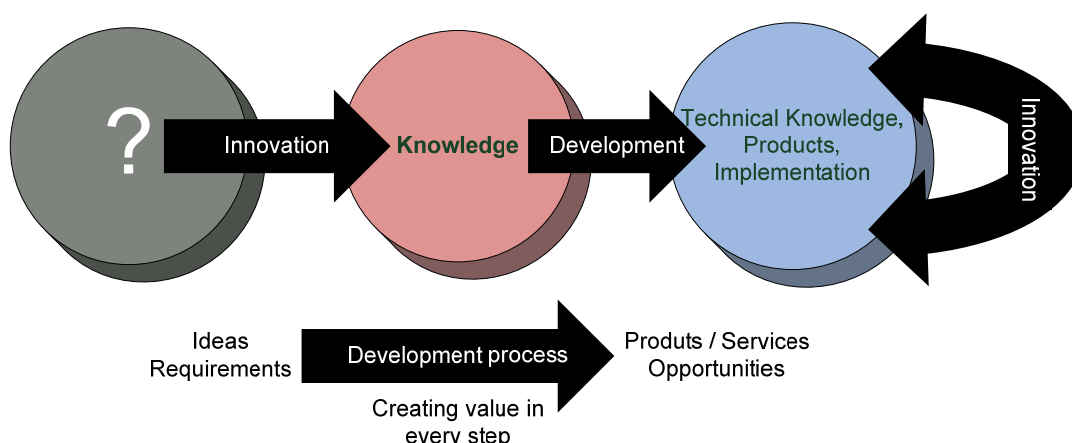 ?
Innovation
Knowledge
Development
Technical Knowledge,
Products,
Implementation
Innovation
Ideas
Requirements
Development process
Produts / Services
Opportunities
Creating value in
every step